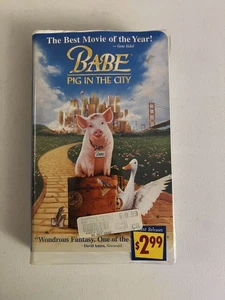 The Best Movie of the Year!
— Gene Siskel
BABE
PIG IN THE CITY
Babe
"Wondrous Fantasy. One of the
$2.99